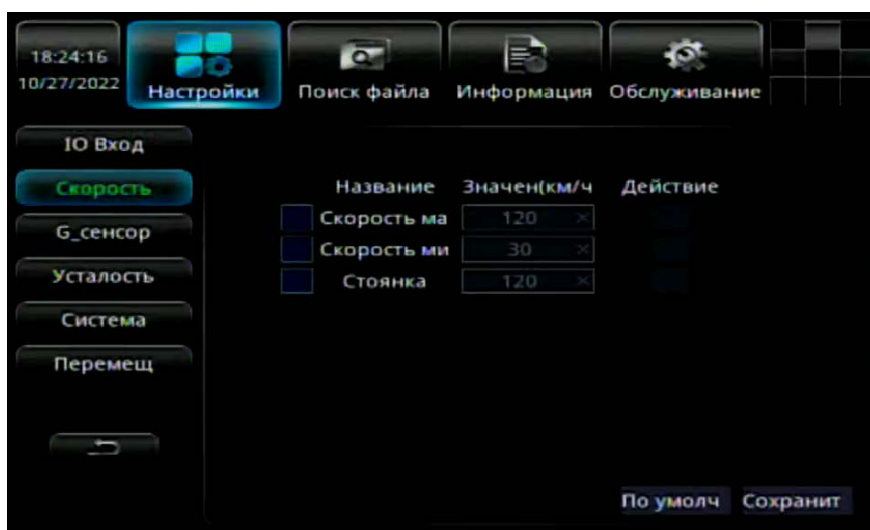 18:24:16
10/27/2022
Настройки
Поиск файла
Информация
Обслуживание
IO Вход
Скорость
G_сенсор
Усталость
Система
Перемещ
Название Значен(км/ч Действие
Скорость ма 120
Скорость ми 30
Стоянка 120
По умолч Сохранит